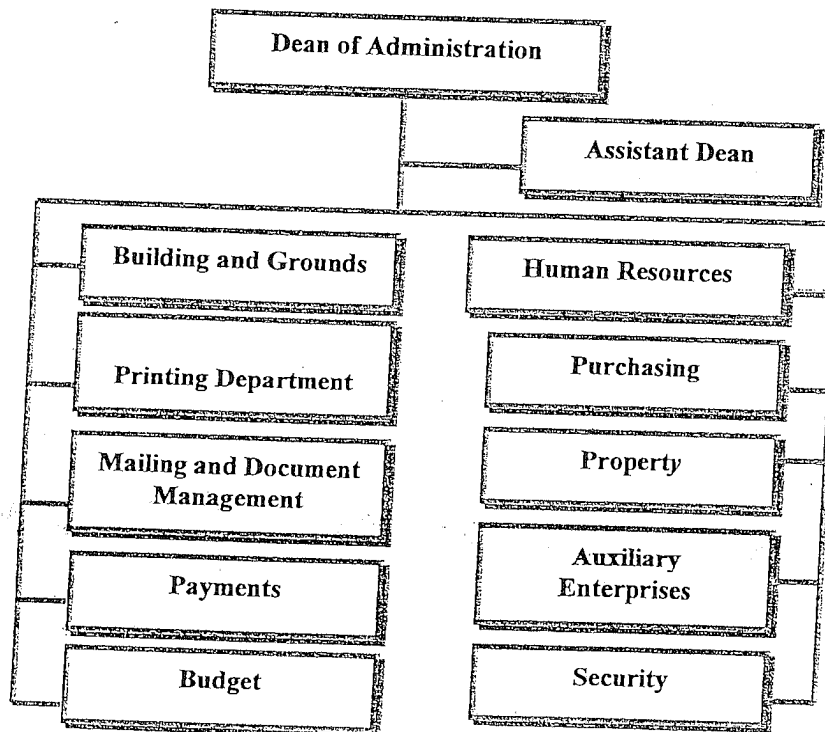 Dean of Administration
Assistant Dean
Building and Grounds
Printing Department
Mailing and Document
Management
Payments
Budget
Human Resources
Purchasing
Property
Auxiliary
Enterprises
Security